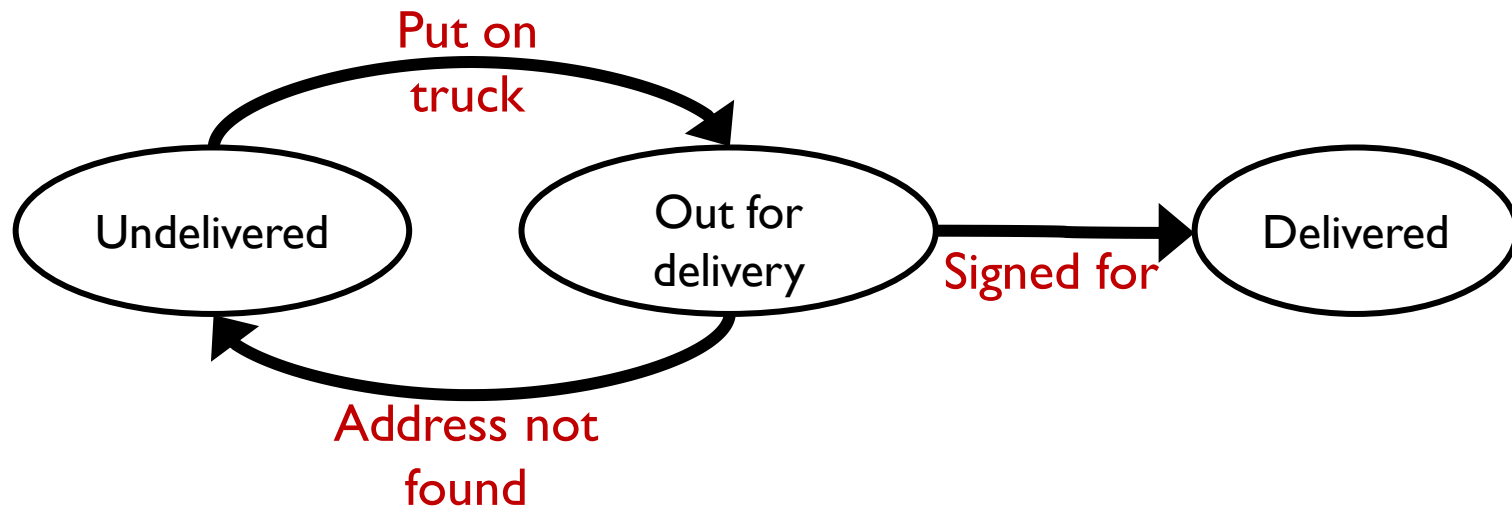 Put on
truck
Undelivered
Out for
delivery
Signed for
Delivered
Address not
found